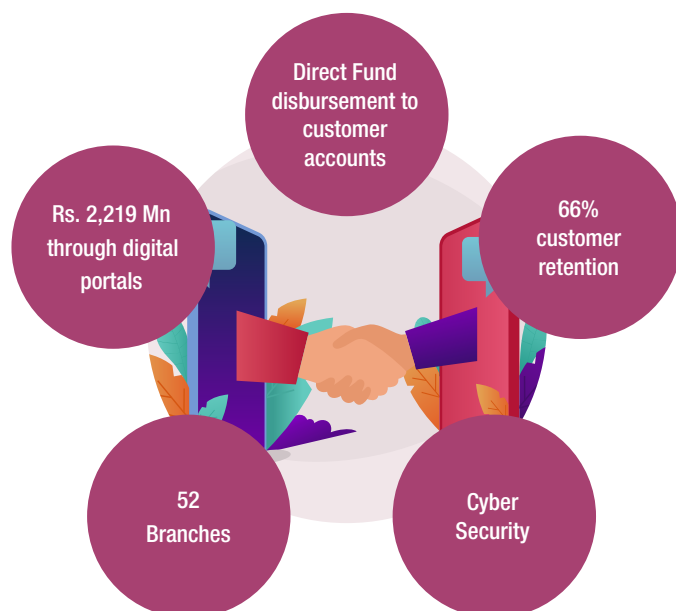 Direct Fund
disbursement to
customer
accounts
Rs. 2,219 Mn
through digital
portals
66%
customer
retention
52
Branches
Cyber
Security